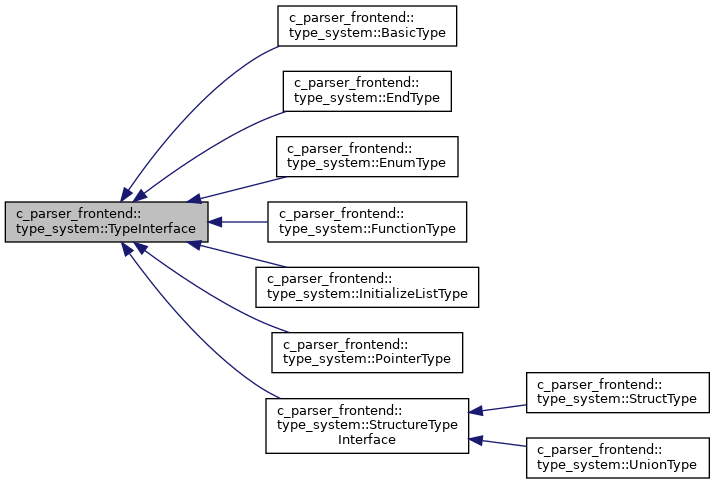 c_parser_frontend::
type_system::BasicType
c_parser_frontend::
type_system::EndType
c_parser_frontend::
type_system::EnumType
c_parser_frontend::
type_system::TypeInterface
c_parser_frontend::
type_system::FunctionType
c_parser_frontend::
type_system::InitializeListType
c_parser_frontend::
type_system::PointerType
c_parser_frontend::
type_system::StructureType
Interface
c_parser_frontend::
type_system::StructType
c_parser_frontend::
type_system::UnionType